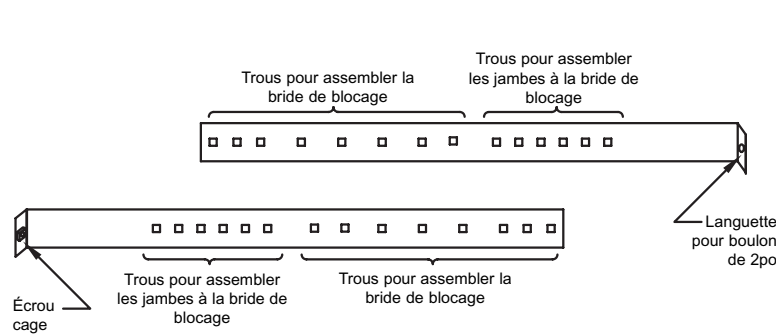 Trous pour assembler la
bride de blocage
Trous pour assembler
les jambes à la bride de
blocage
Languette
pour boulon
de 2po
Trous pour assembler
les jambes à la bride de
blocage
Trous pour assembler la
bride de blocage
Écrou
cage